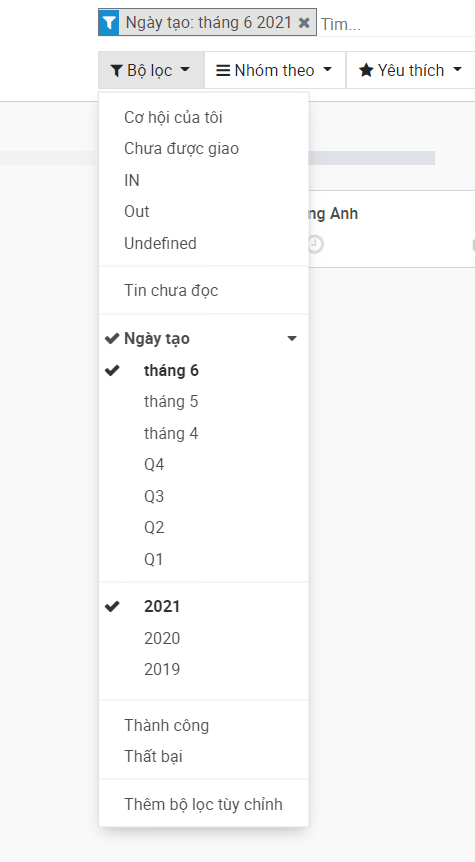 Ngày tạo: tháng 6 2021 Tìm...
Bộ lọc Nhóm theo Yêu thích
Cơ hội của tôi
Chưa được giao
IN
ng Anh
Out
Undefined
Tin chưa đọc
Ngày tạo
tháng 6
tháng 5
tháng 4
Q4
Q3
Q2
Q1
2021
2020
2019
Thành công
Thất bại
Thêm bộ lọc tùy chỉnh